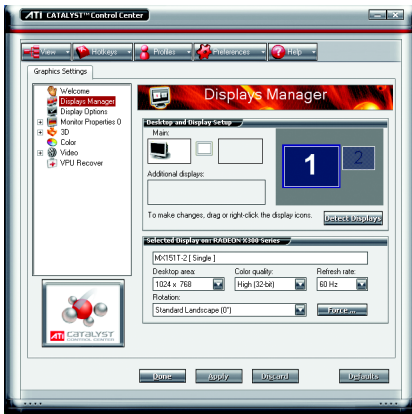 ATI CATALYST™ Control Center
View
Hotkeys
Profiles
Preferences
Help
Graphics Settings
Welcome
Displays Manager
Display Options
Monitor Properties 0
3D
Color
Video
VPU Recover
Displays Manager
Desktop and Display Setup
Main:
Additional displays:
1
2
To make changes, drag or right-click the display icons.
Detect Displays
Selected Display on: RADEON X300 Series
MX151T-2 [ Single ]
Desktop area:
Color quality:
Refresh rate:
1024 x 768
High (32-bit)
60 Hz
Rotation:
Standard Landscape (0°)
Force ...
ATI CATALYST
CONTROL CENTER
Done
Apply
Discard
Defaults